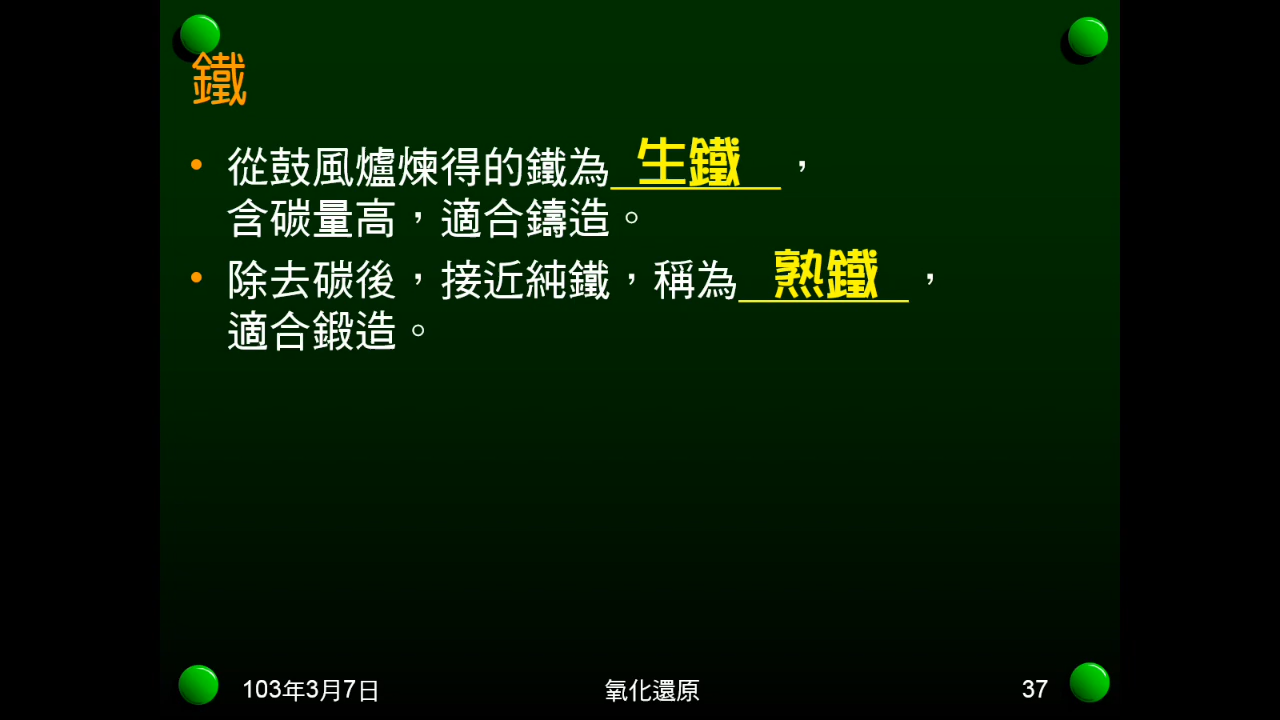 鐵
• 從鼓風爐煉得的鐵為 生鐵 ，
含碳量高，適合鑄造。
• 除去碳後，接近純鐵，稱為 熟鐵 ，
適合鍛造。
103年3月7日
氧化還原
37